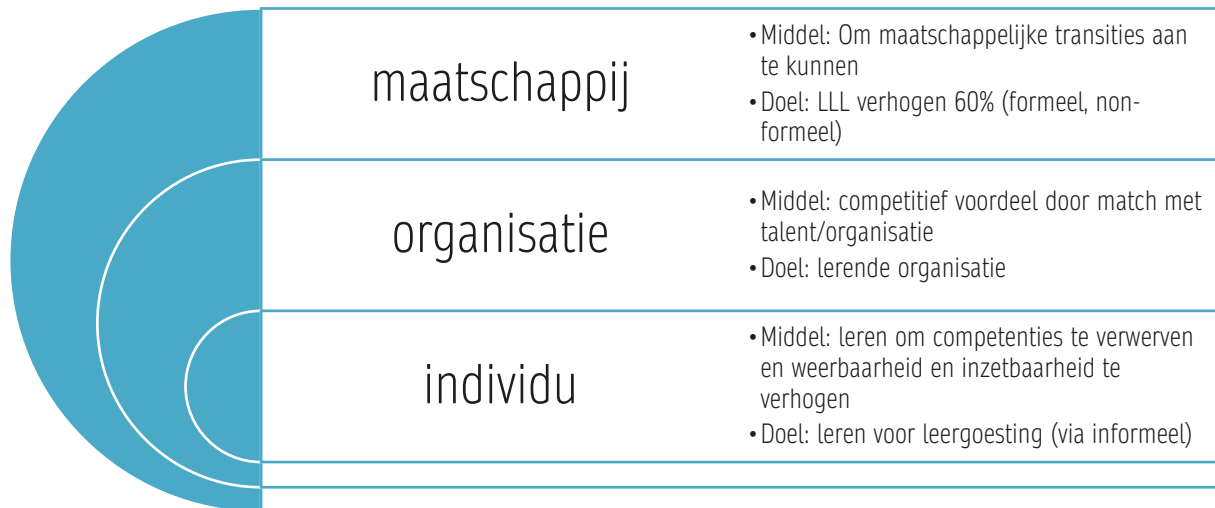 maatschappij
•Middel: Om maatschappelijke transities aan
te kunnen
•Doel: LLL verhogen 60% (formeel, non-
formeel)
organisatie
•Middel: competitief voordeel door match met
talent/organisatie
•Doel: lerende organisatie
individu
•Middel: leren om competenties te verwerven
en weerbaarheid en inzetbaarheid te
verhogen
•Doel: leren voor leergoesting (via informeel)